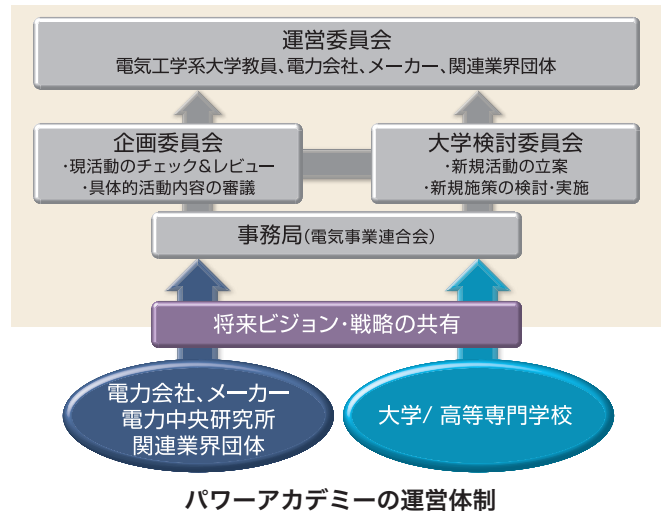 運営委員会
電気工学系大学教員、電力会社、メーカー、関連業界団体
企画委員会
・現活動のチェック&レビュー
・具体的活動内容の審議
大学検討委員会
・新規活動の立案
・新規施策の検討・実施
事務局(電気事業連合会)
将来ビジョン・戦略の共有
電力会社、メーカー
電力中央研究所
関連業界団体
大学/ 高等専門学校
パワーアカデミーの運営体制